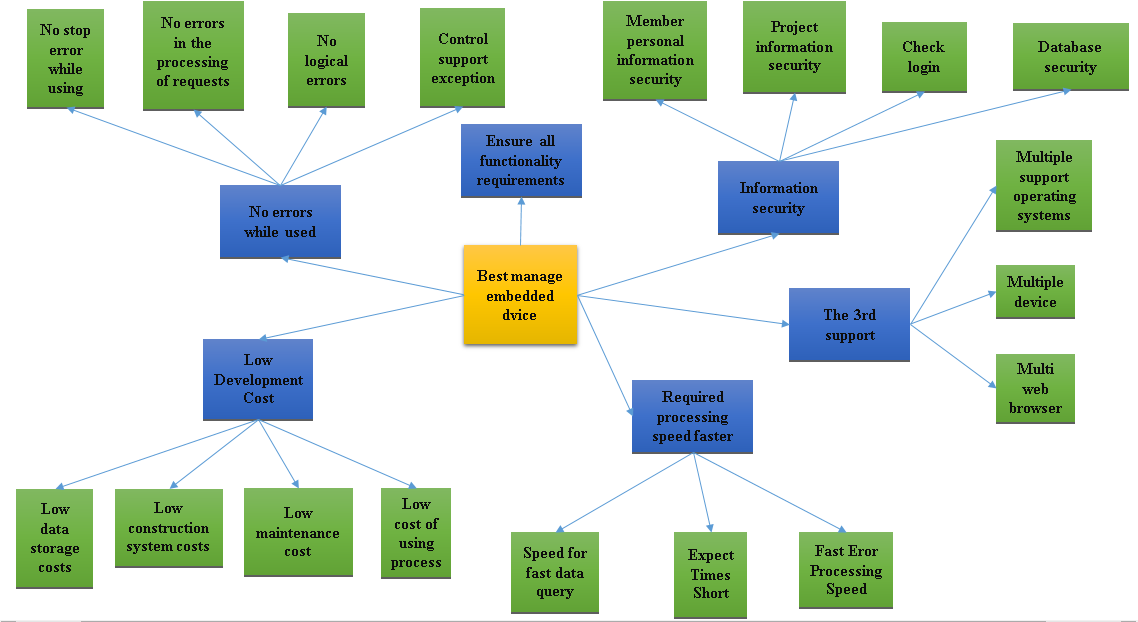 No stop
error
while
using
No errors
in the
processing
of requests
No
logical
errors
Control
support
exception
Member
personal
information
security
Project
information
security
Check
login
Database
security
Ensure all
functionality
requirements
No errors
while used
Information
security
Multiple
support
operating
systems
Best manage
embedded
dvice
Multiple
device
The 3rd
support
Low
Development
Cost
Multi
web
browser
Required
processing
speed faster
Low
data
storage
costs
Low
construction
system costs
Low
maintenance
cost
Low
cost of
using
process
Speed for
fast data
query
Expect
Times
Short
Fast Eror
Processing
Speed